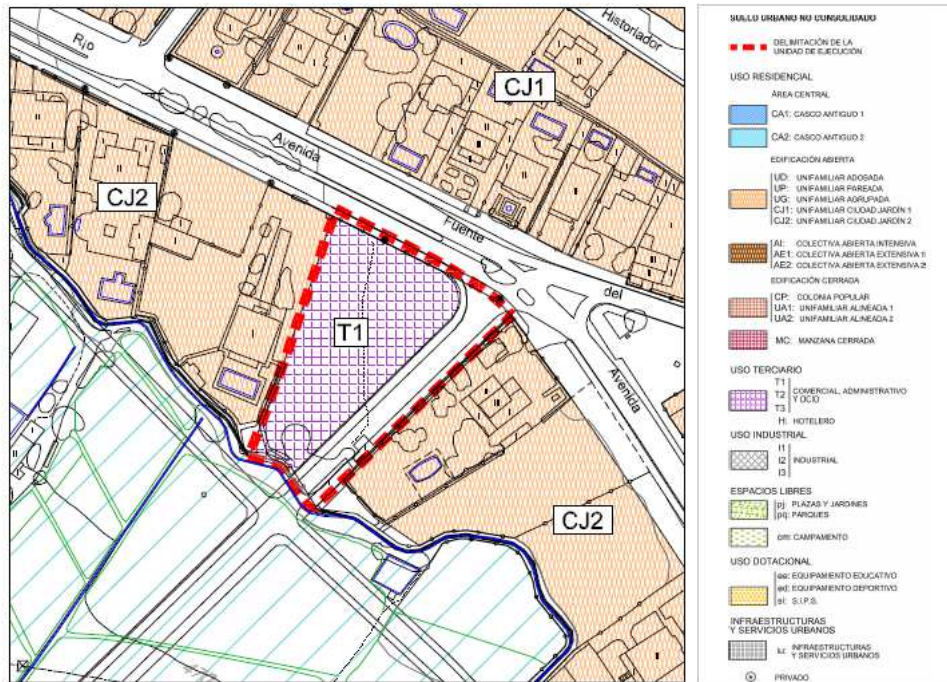 Río
Historiador
CJ1
Avenida
CJ2
Fuente
del
T1
Avenida
CJ2
SUELO URBANO NO CONSOLIDADO
DELIMITACIÓN DE LA
UNIDAD DE EJECUCIÓN
USO RESIDENCIAL
ÁREA CENTRAL
CA1: CASCO ANTIGUO 1
CA2: CASCO ANTIGUO 2
EDIFICACIÓN ABIERTA
UD: UNIFAMILIAR ADOSADA
UP: UNIFAMILIAR PAREADA
UG: UNIFAMILIAR AGRUPADA
CJ1: UNIFAMILIAR CIUDAD JARDÍN 1
CJ2: UNIFAMILIAR CIUDAD JARDÍN 2
AI: COLECTIVA ABIERTA INTENSIVA
AE1: COLECTIVA ABIERTA EXTENSIVA 1
AE2: COLECTIVA ABIERTA EXTENSIVA 2
EDIFICACIÓN CERRADA
CP: COLONIA POPULAR
UA1: UNIFAMILIAR ALINEADA 1
UA2: UNIFAMILIAR ALINEADA 2
MC: MANZANA CERRADA
USO TERCIARIO
T1
T2 COMERCIAL, ADMINISTRATIVO
Y OCIO
T3
H: HOTELERO
USO INDUSTRIAL
I1
I2 INDUSTRIAL
I3
ESPACIOS LIBRES
pj: PLAZAS Y JARDINES
pq: PARQUES
cm: CAMPAMENTO
USO DOTACIONAL
ee: EQUIPAMIENTO EDUCATIVO
ed: EQUIPAMIENTO DEPORTIVO
si: S.I.P.S.
INFRAESTRUCTURAS
Y SERVICIOS URBANOS
INFRAESTRUCTURAS
Y SERVICIOS URBANOS
PRIVADO